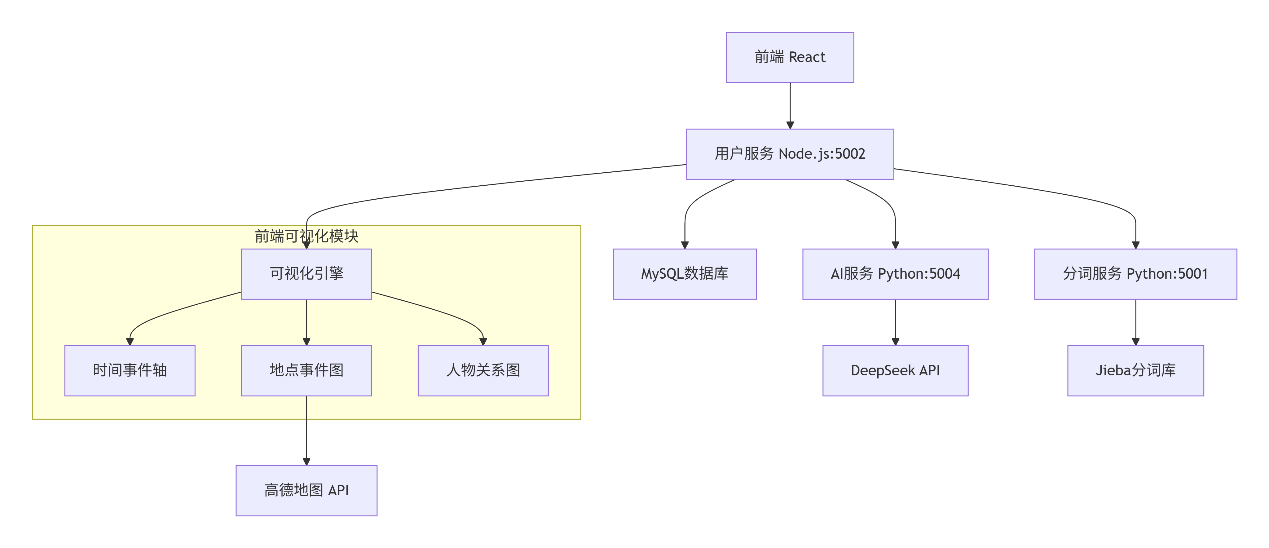 前端 React
用户服务 Node.js:5002
前端可视化模块
可视化引擎
MySQL数据库
AI服务 Python:5004
分词服务 Python:5001
时间事件轴
地点事件图
人物关系图
DeepSeek API
Jieba分词库
高德地图 API